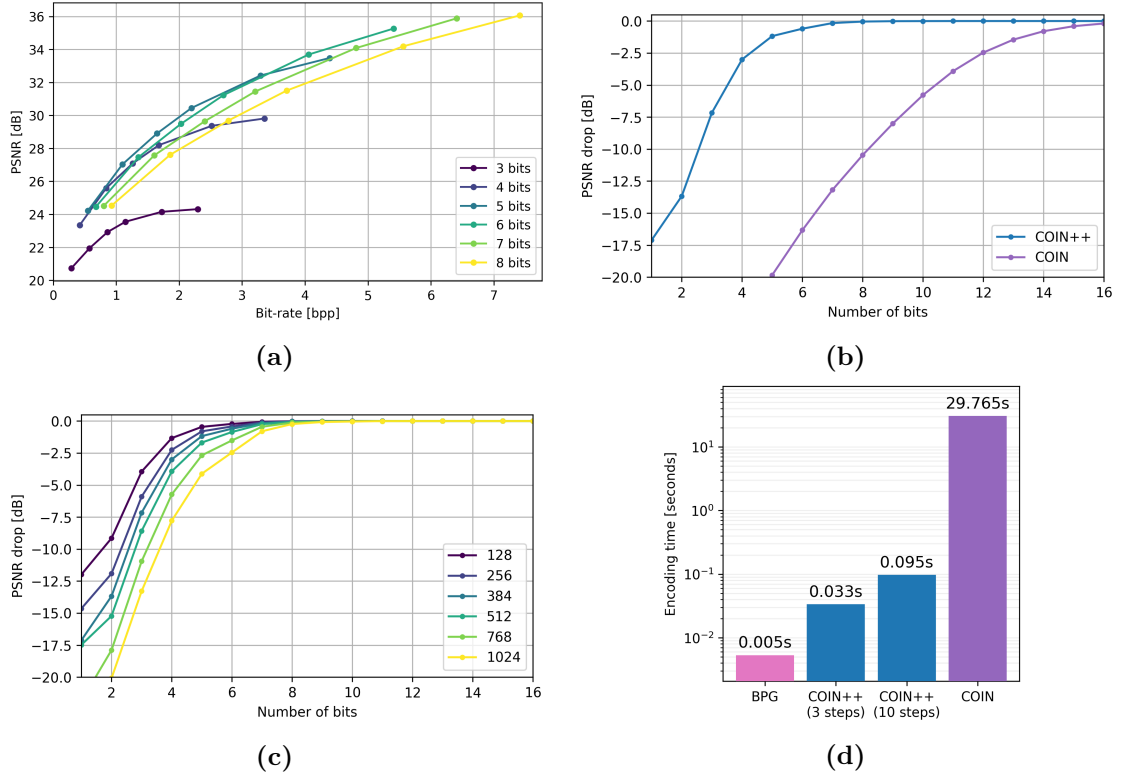 36
34
32
30
28
26
24
22
20
PSNR [dB]
3 bits
4 bits
5 bits
6 bits
7 bits
8 bits
0 1 2 3 4 5 6 7
Bit-rate [bpp]
(a)
0.0
−2.5
−5.0
−7.5
−10.0
−12.5
−15.0
−17.5
−20.0
PSNR drop [dB]
COIN++
COIN
2 4 6 8 10 12 14 16
Number of bits
(b)
0.0
−2.5
−5.0
−7.5
−10.0
−12.5
−15.0
−17.5
−20.0
PSNR drop [dB]
128
256
384
512
768
1024
2 4 6 8 10 12 14 16
Number of bits
(c)
10¹
10⁰
10⁻¹
10⁻²
Encoding time [seconds]
0.005s
0.033s
0.095s
29.765s
BPG
COIN++
(3 steps)
COIN++
(10 steps)
COIN
(d)